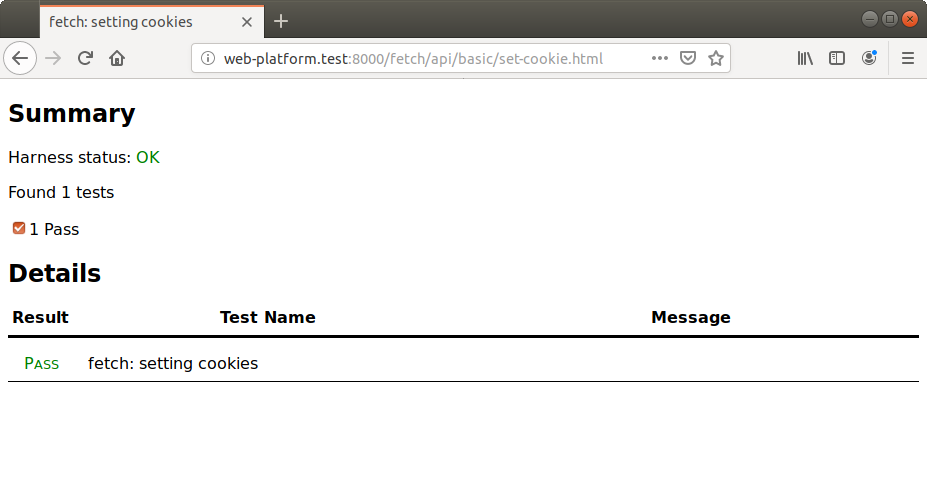 fetch: setting cookies
web-platform.test:8000/fetch/api/basic/set-cookie.html
Summary
Harness status: OK
Found 1 tests
1 Pass
Details
Result Test Name Message
PASS fetch: setting cookies